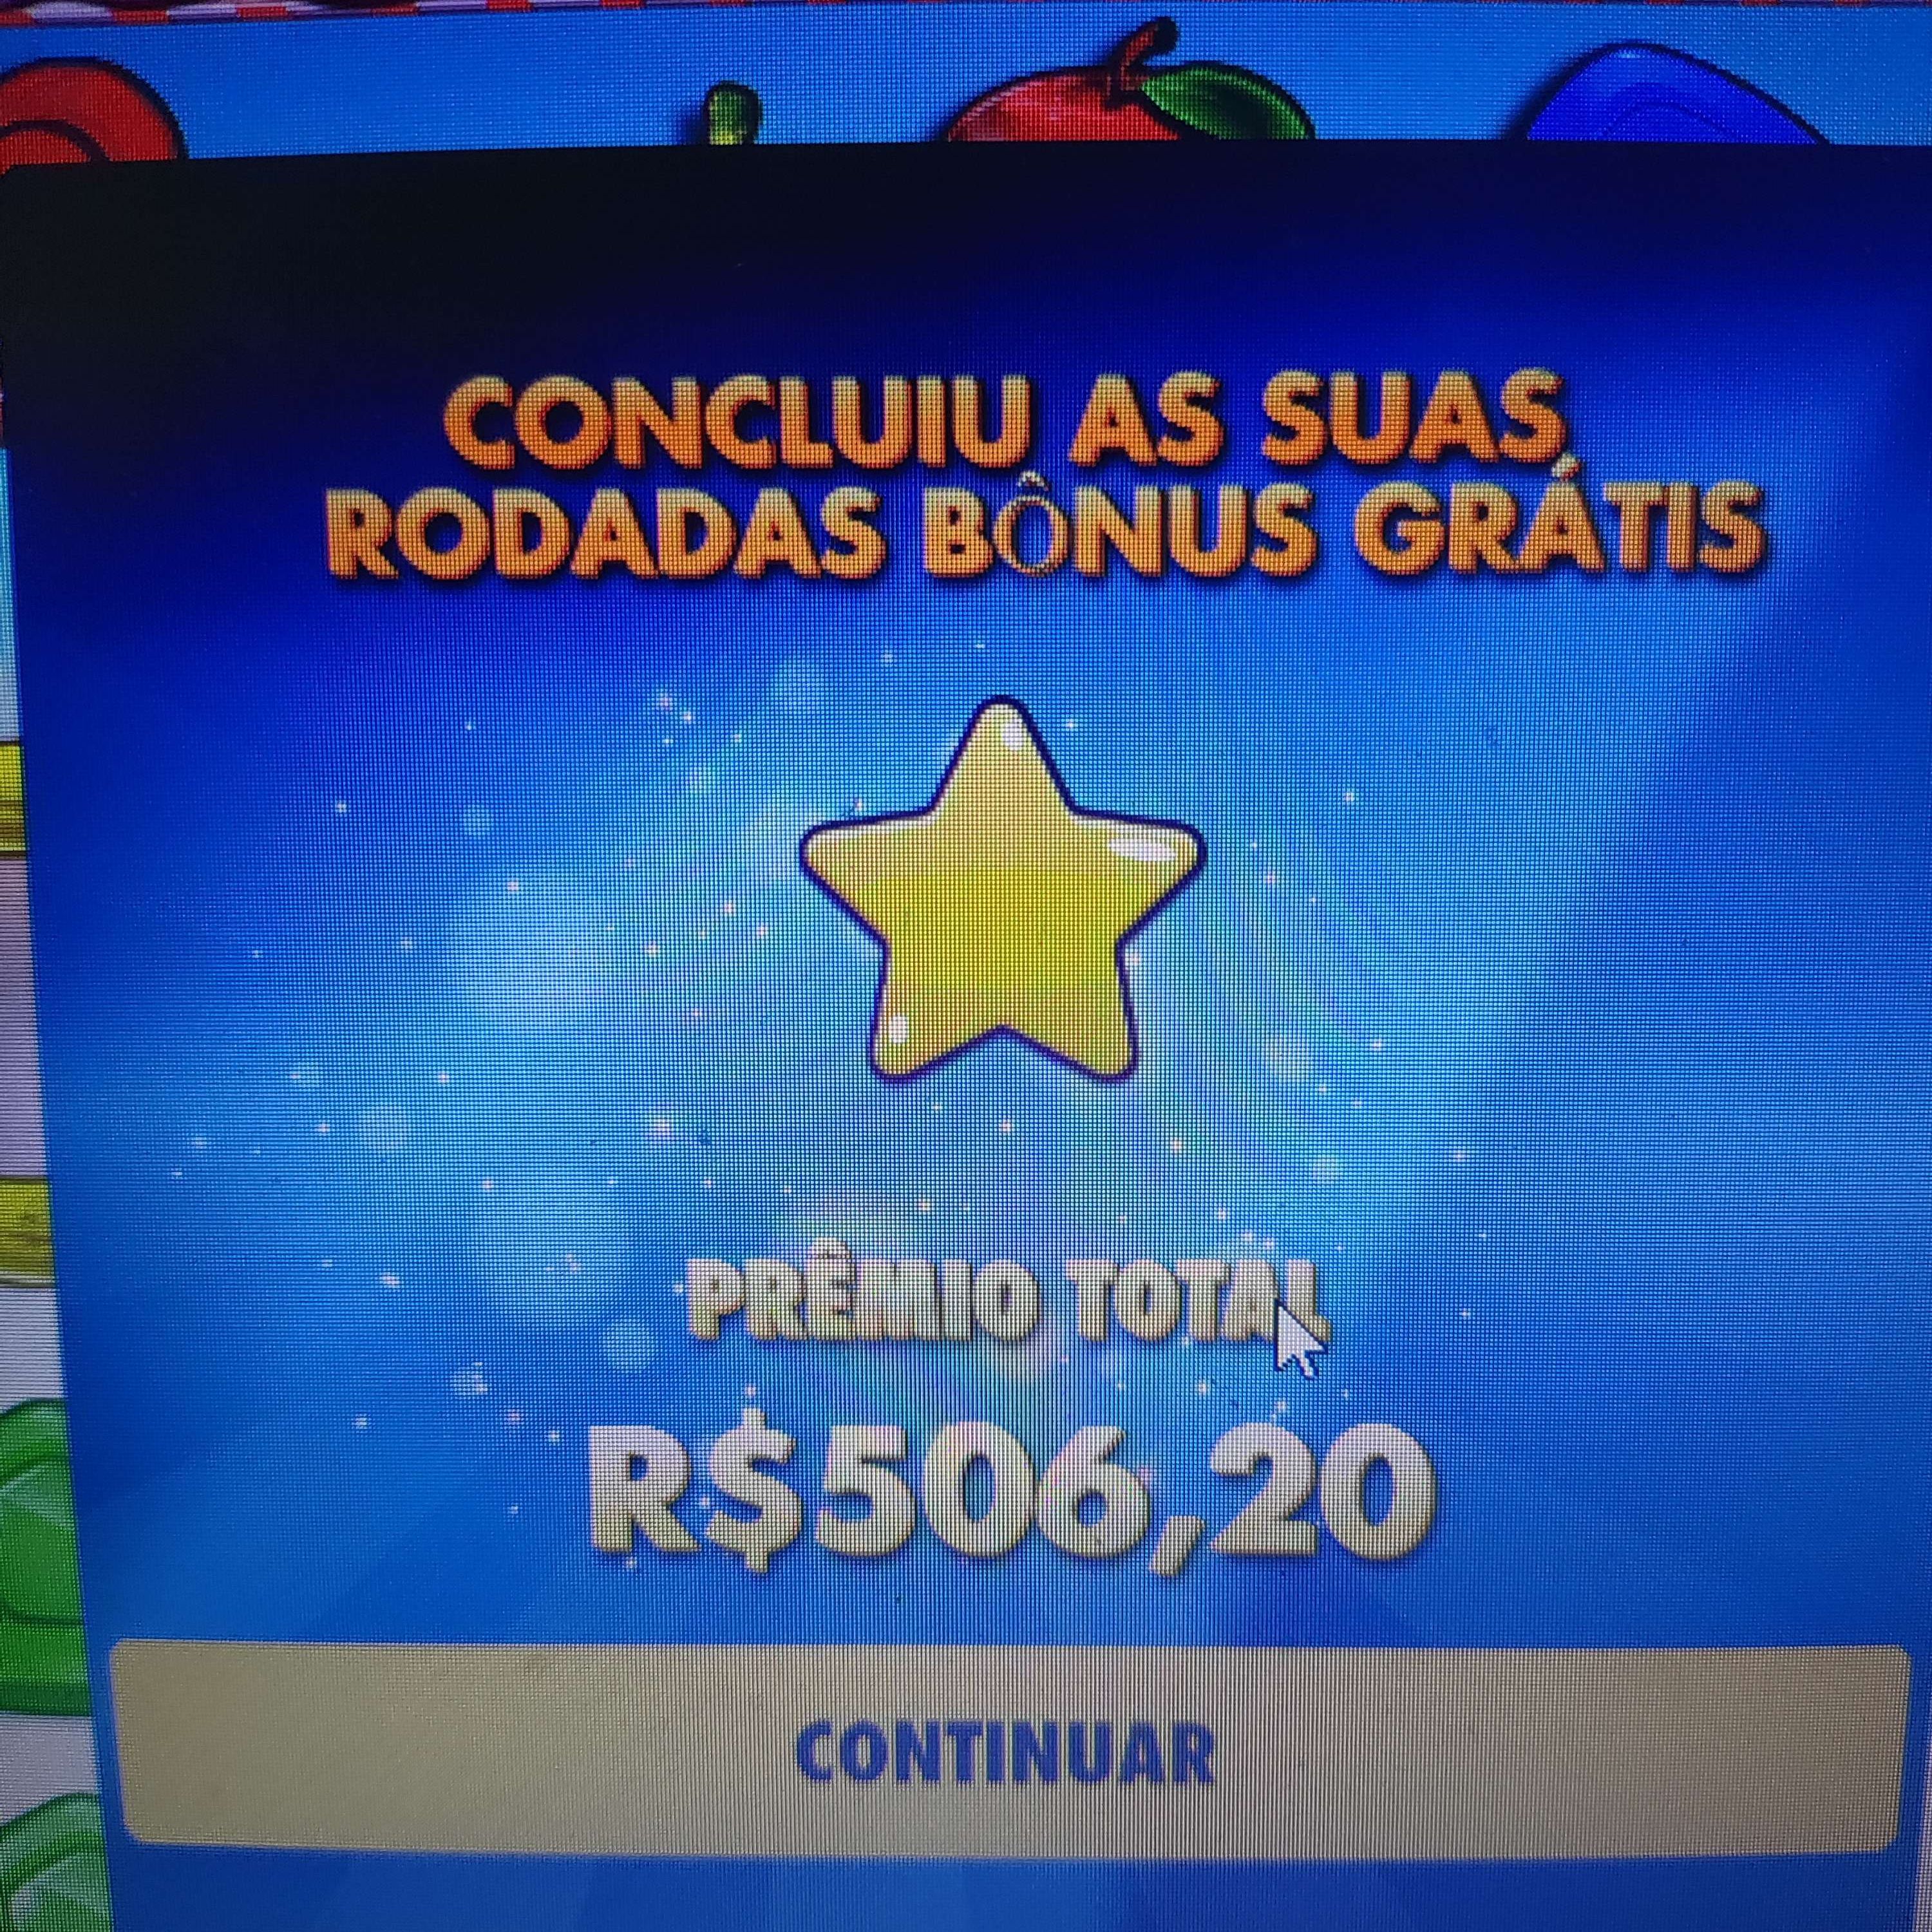 CONCLUIU AS SUAS
RODADAS BÔNUS GRÁTIS
PRÊMIO TOTAL
R$506,20
CONTINUAR